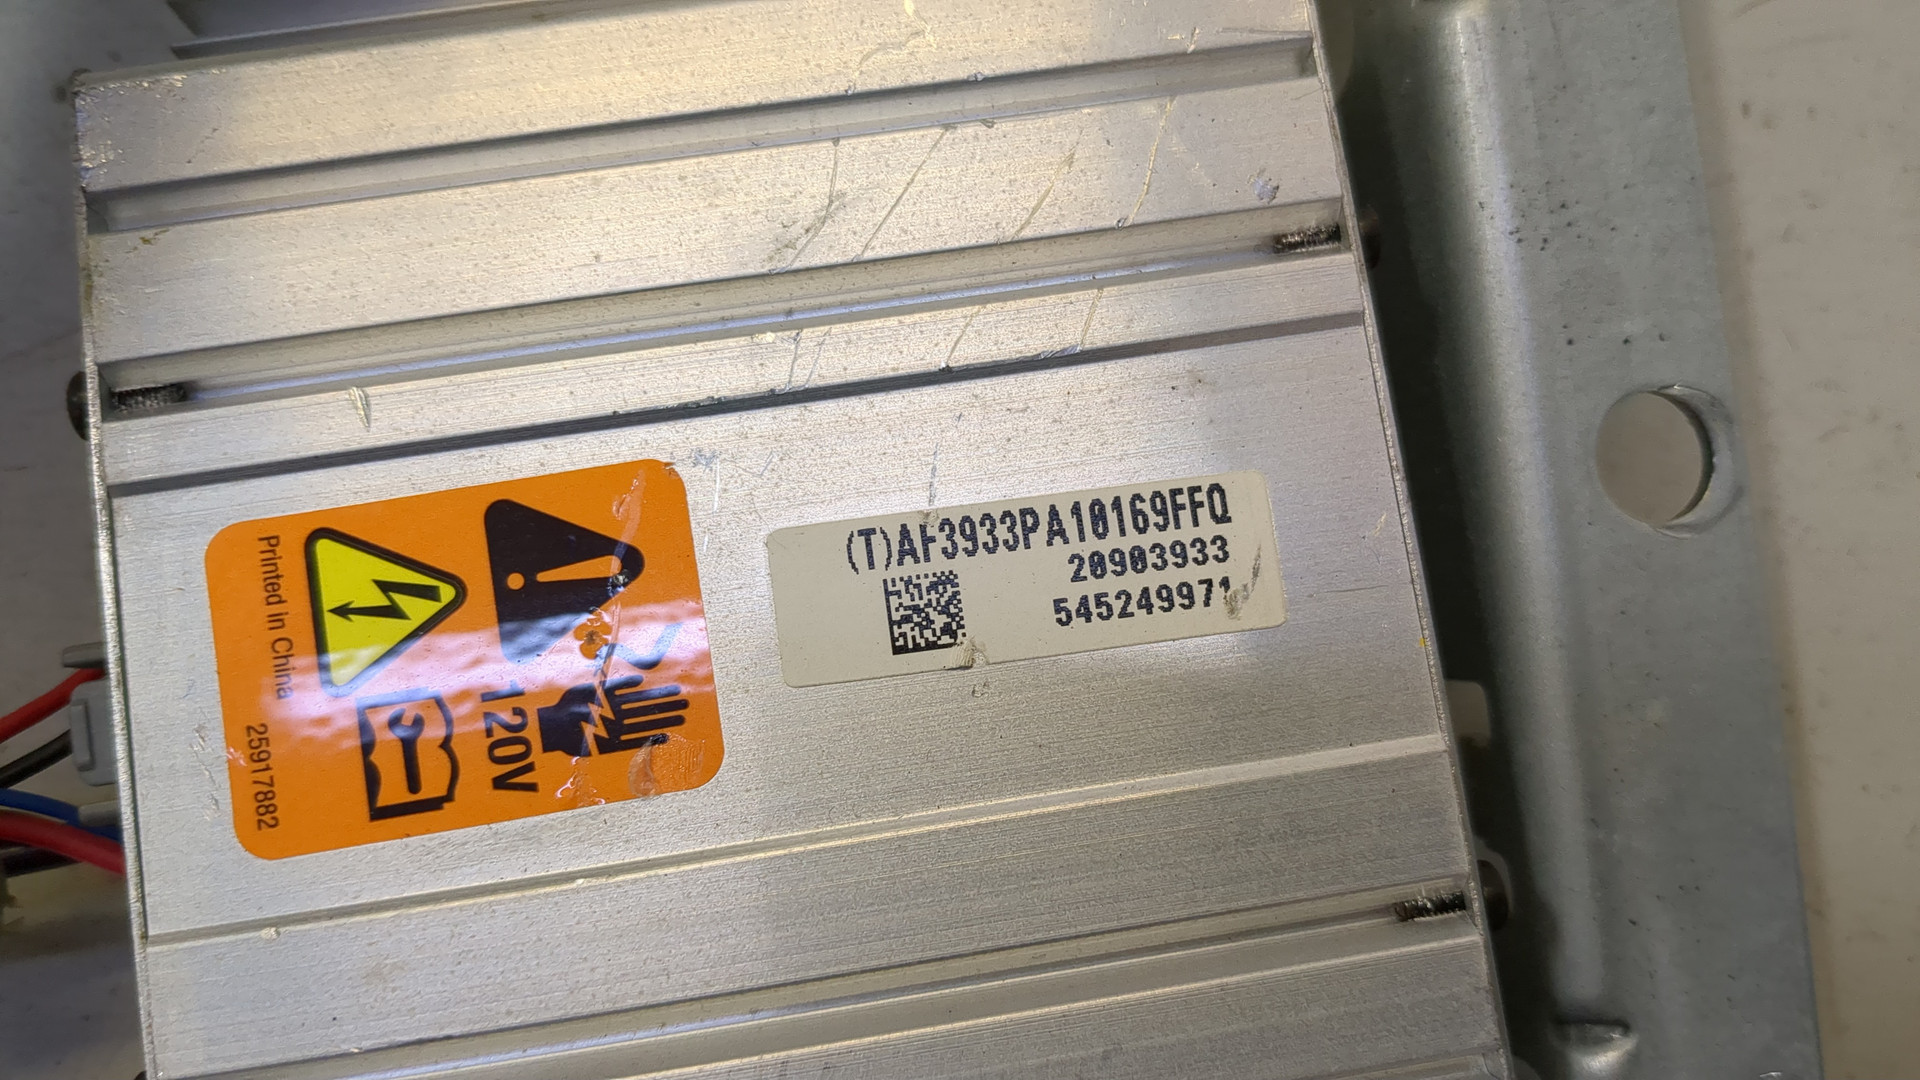 (T)AF3933PA10169FFQ
20903933
545249971
120V
Printed in China 25917882